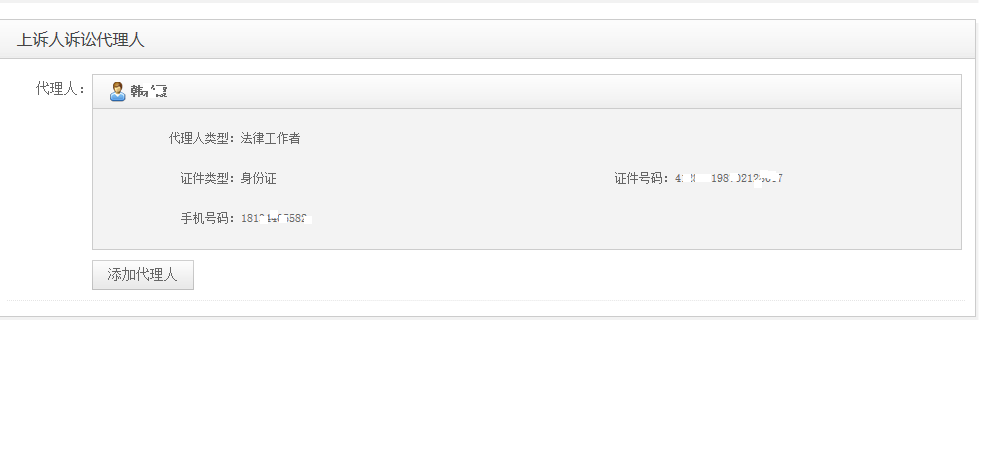 上诉人诉讼代理人
代理人：
代理人类型：法律工作者
证件类型：身份证
证件号码：
手机号码：
添加代理人